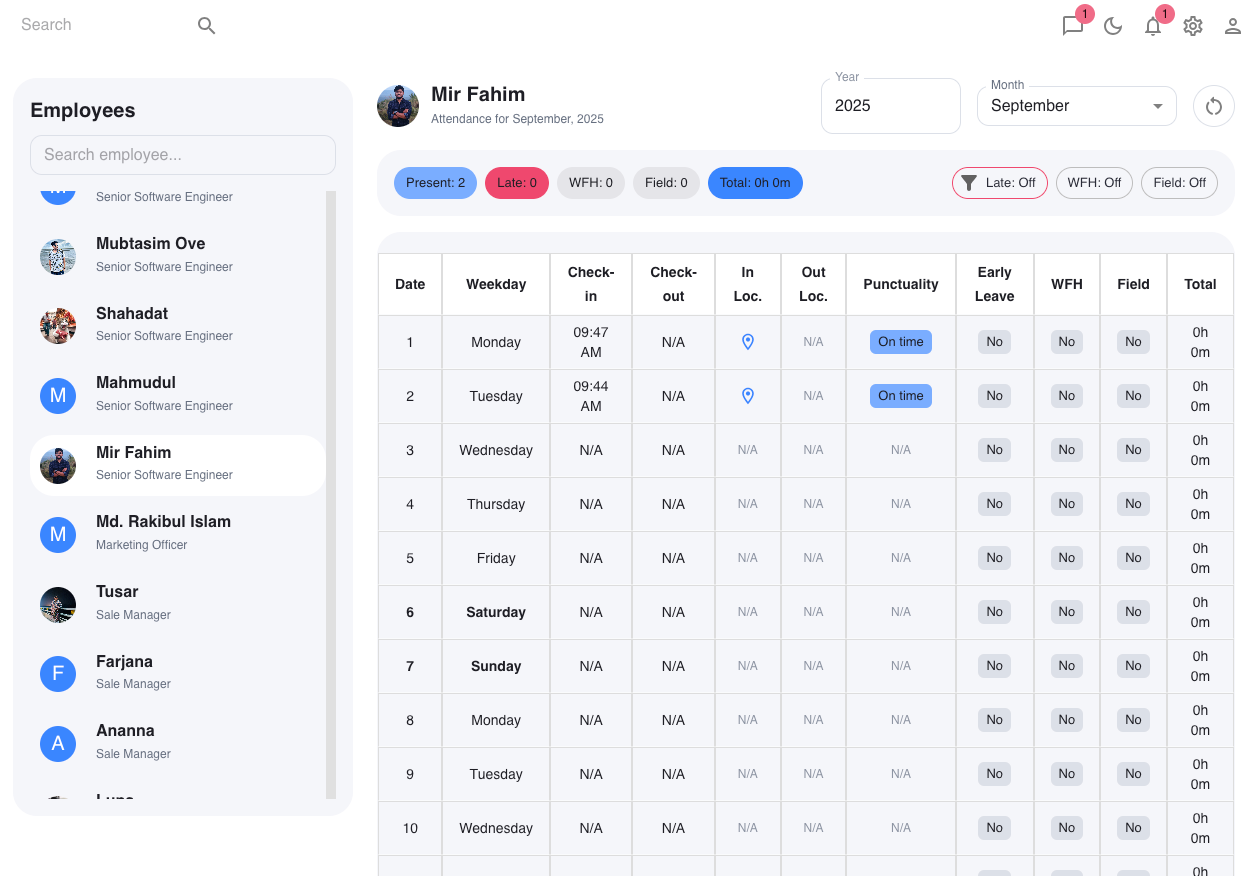 Search
1
1
Employees
Search employee...
Senior Software Engineer
Mubtasim Ove
Senior Software Engineer
Shahadat
Senior Software Engineer
M
Mahmudul
Senior Software Engineer
Mir Fahim
Senior Software Engineer
M
Md. Rakibul Islam
Marketing Officer
Tusar
Sale Manager
F
Farjana
Sale Manager
A
Ananna
Sale Manager
Mir Fahim
Attendance for September, 2025
Year
2025
Month
September
Present: 2 Late: 0 WFH: 0 Field: 0 Total: 0h 0m Late: Off WFH: Off Field: Off
Date Weekday Check-in Check-out In Loc. Out Loc. Punctuality Early Leave WFH Field Total
1 Monday 09:47 AM N/A N/A On time No No No 0h 0m
2 Tuesday 09:44 AM N/A N/A On time No No No 0h 0m
3 Wednesday N/A N/A N/A N/A N/A No No No 0h 0m
4 Thursday N/A N/A N/A N/A N/A No No No 0h 0m
5 Friday N/A N/A N/A N/A N/A No No No 0h 0m
6 Saturday N/A N/A N/A N/A N/A No No No 0h 0m
7 Sunday N/A N/A N/A N/A N/A No No No 0h 0m
8 Monday N/A N/A N/A N/A N/A No No No 0h 0m
9 Tuesday N/A N/A N/A N/A N/A No No No 0h 0m
10 Wednesday N/A N/A N/A N/A N/A No No No 0h 0m
0h